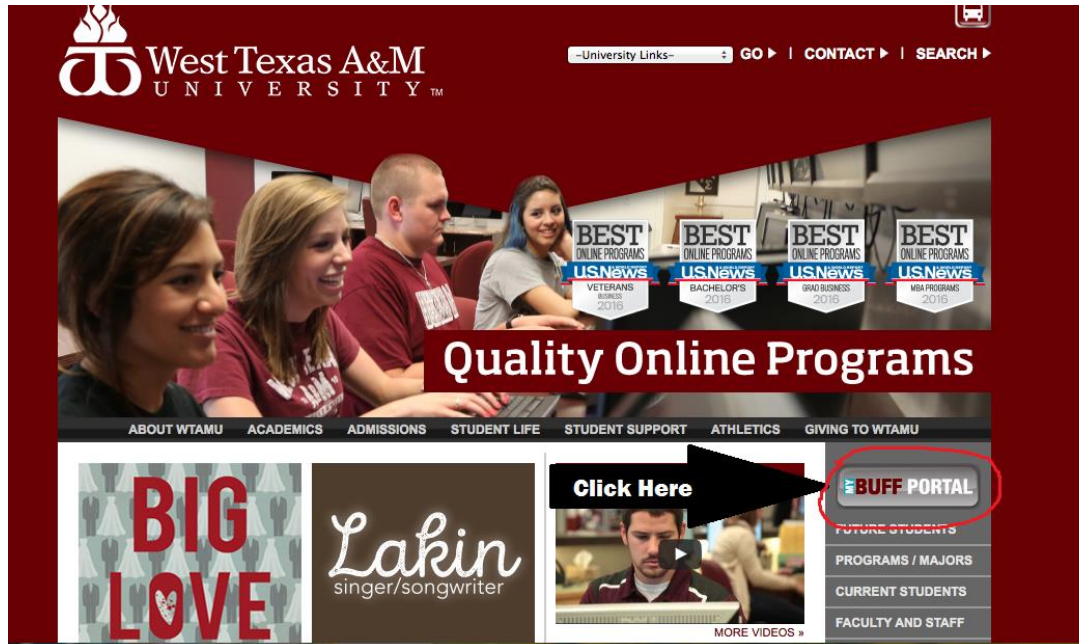 West Texas A&M
UNIVERSITY TM
–University Links– GO | CONTACT | SEARCH
BEST
ONLINE PROGRAMS
U.S.News
VETERANS
BUSINESS
2016
BEST
ONLINE PROGRAMS
U.S.News
BACHELOR'S
2016
BEST
ONLINE PROGRAMS
U.S.News
GRAD BUSINESS
2016
BEST
ONLINE PROGRAMS
U.S.News
MBA PROGRAMS
2016
Quality Online Programs
ABOUT WTAMU ACADEMICS ADMISSIONS STUDENT LIFE STUDENT SUPPORT ATHLETICS GIVING TO WTAMU
BIG
LOVE
Lakin
singer/songwriter
Click Here
MORE VIDEOS »
MY BUFF PORTAL
FUTURE STUDENTS
PROGRAMS / MAJORS
CURRENT STUDENTS
FACULTY AND STAFF